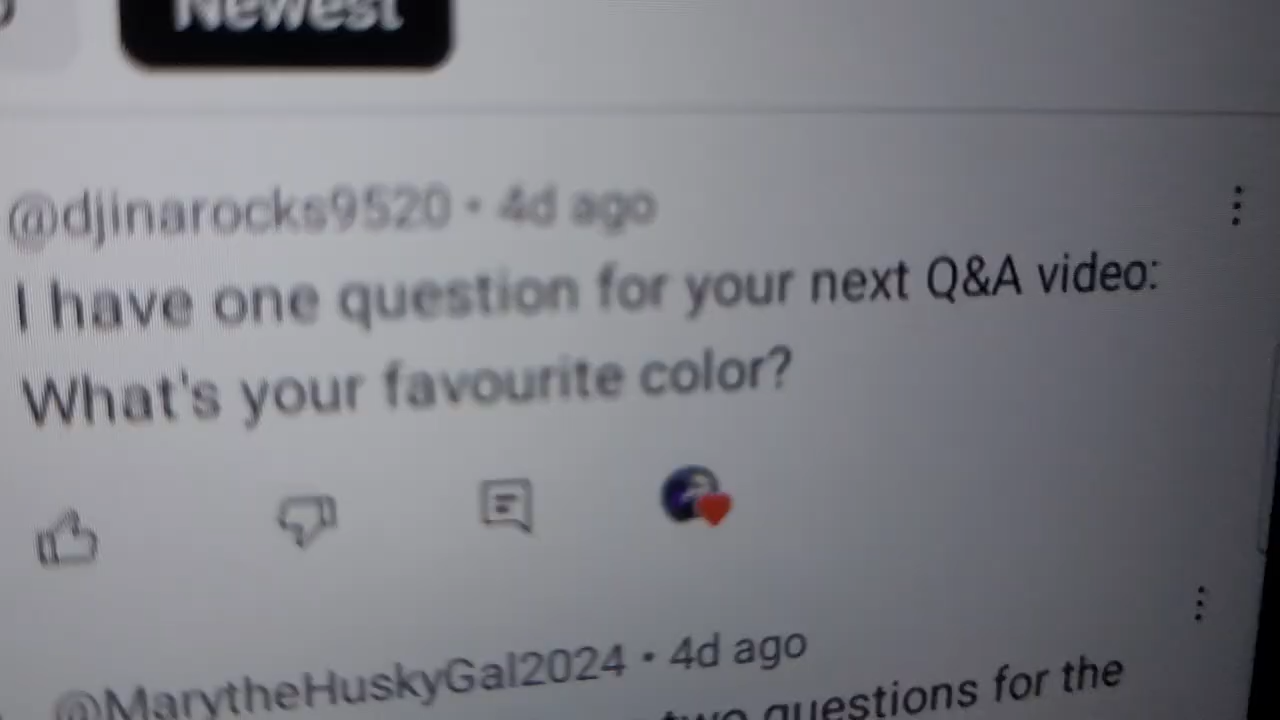 Newest
@djinarocks9520 • 4d ago
I have one question for your next Q&A video:
What's your favourite color?
@MarytheHuskyGal2024 • 4d ago
two questions for the